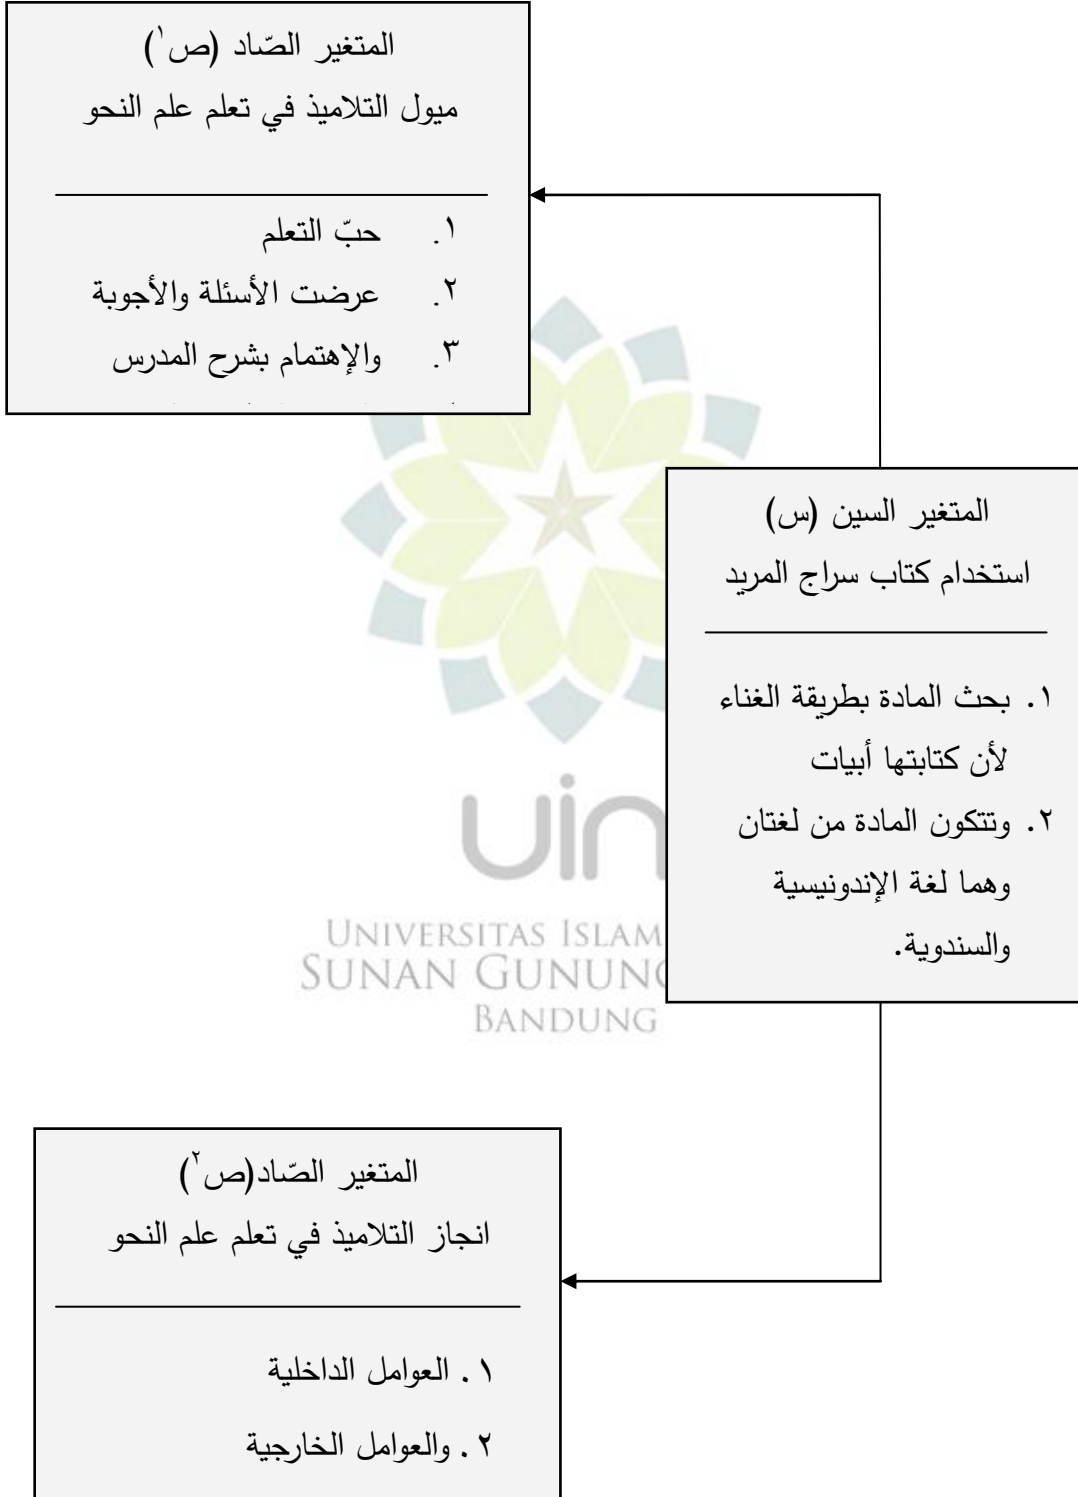 المتغير الصّاد (ص١)
ميول التلاميذ في تعلم علم النحو
١. حبّ التعلم
٢. عرضت الأسئلة والأجوبة
٣. والإهتمام بشرح المدرس
المتغير السين (س)
استخدام كتاب سراج المريد
١. بحث المادة بطريقة الغناء
لأن كتابتها أبيات
٢. وتتكون المادة من لغتان
وهما لغة الإندونيسية
والسندوية.
uin
UNIVERSITAS ISLAM
SUNAN GUNUNG
BANDUNG
المتغير الصّاد(ص٢)
انجاز التلاميذ في تعلم علم النحو
١. العوامل الداخلية
٢. والعوامل الخارجية